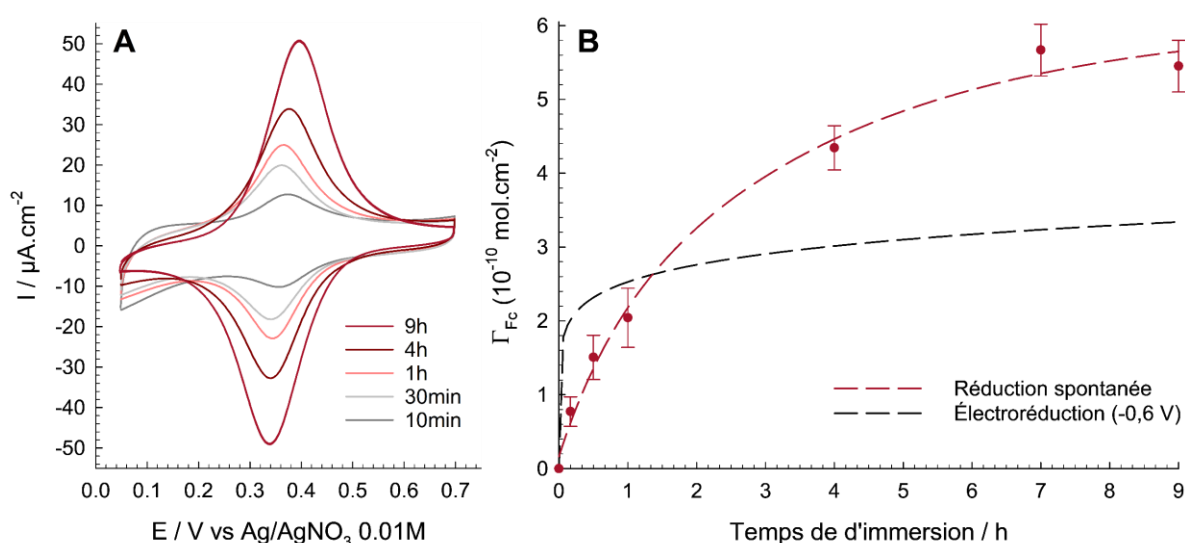 A
50
40
30
20
10
0
-10
-20
-30
-40
-50
I / µA.cm-2
9h
4h
1h
30min
10min
0.0 0.1 0.2 0.3 0.4 0.5 0.6 0.7
E / V vs Ag/AgNO3 0.01M
B
6
5
4
3
2
1
0
ΓFc (10-10 mol.cm-2)
Réduction spontanée
Électroréduction (-0,6 V)
0 1 2 3 4 5 6 7 8 9
Temps de d'immersion / h